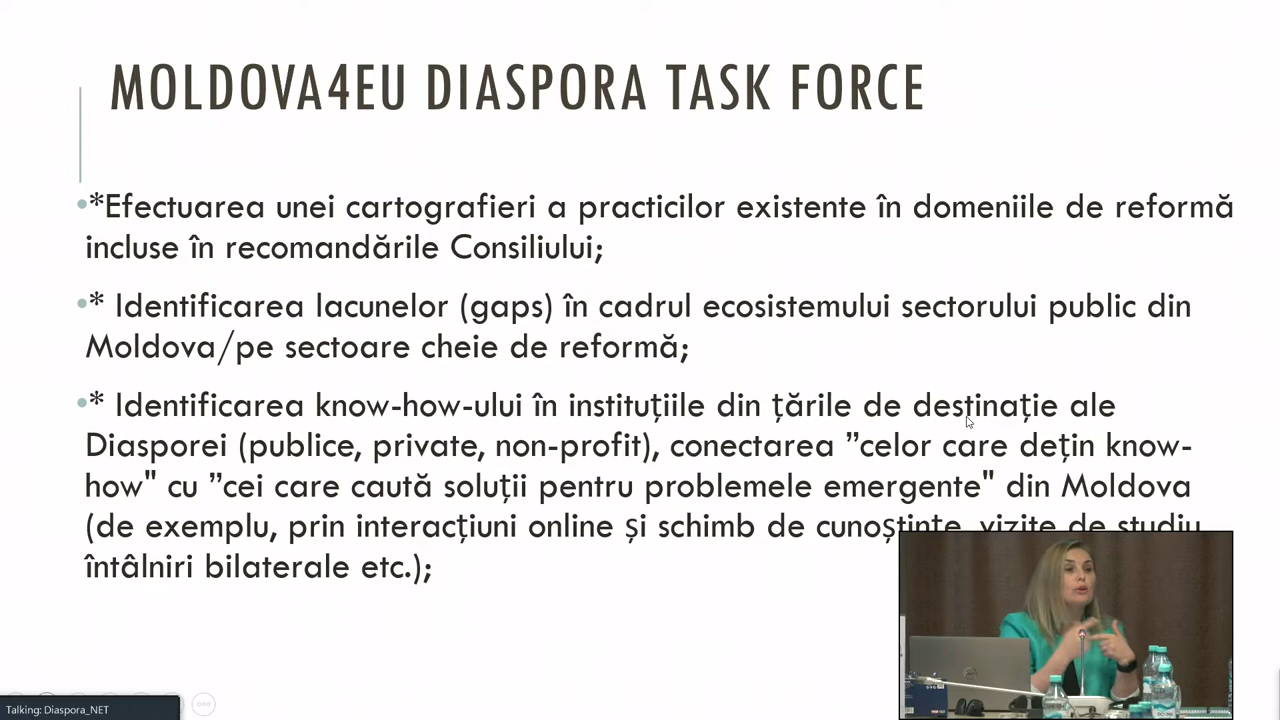 MOLDOVA4EU DIASPORA TASK FORCE
•*Efectuarea unei cartografieri a practicilor existente în domeniile de reformă
incluse în recomandările Consiliului;
•* Identificarea lacunelor (gaps) în cadrul ecosistemului sectorului public din
Moldova/pe sectoare cheie de reformă;
•* Identificarea know-how-ului în instituțiile din țările de destinație ale
Diasporei (publice, private, non-profit), conectarea ”celor care dețin know-
how" cu ”cei care caută soluții pentru problemele emergente" din Moldova
(de exemplu, prin interacțiuni online și schimb de cunoștințe, vizite de studiu,
întâlniri bilaterale etc.);
Talking: Diaspora_NET